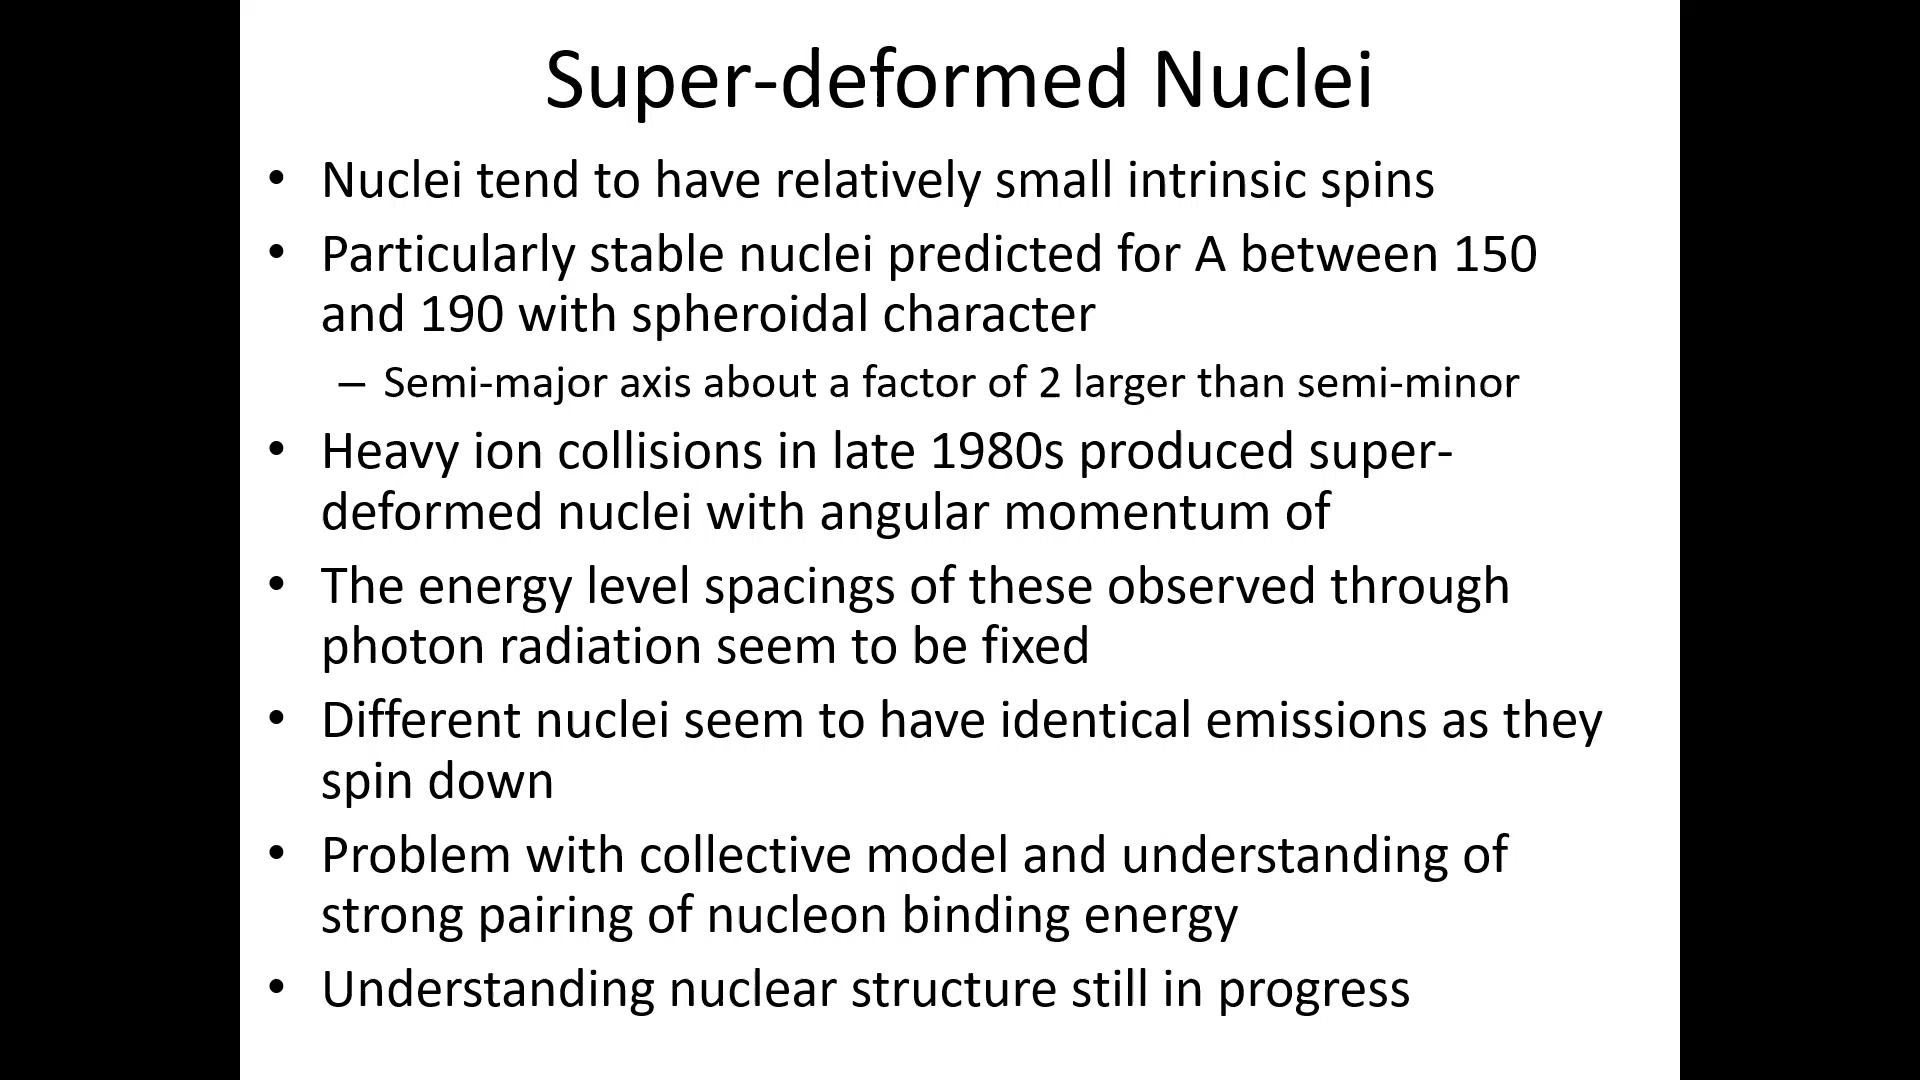 Super-deformed Nuclei
• Nuclei tend to have relatively small intrinsic spins
• Particularly stable nuclei predicted for A between 150
and 190 with spheroidal character
– Semi-major axis about a factor of 2 larger than semi-minor
• Heavy ion collisions in late 1980s produced super-
deformed nuclei with angular momentum of
• The energy level spacings of these observed through
photon radiation seem to be fixed
• Different nuclei seem to have identical emissions as they
spin down
• Problem with collective model and understanding of
strong pairing of nucleon binding energy
• Understanding nuclear structure still in progress